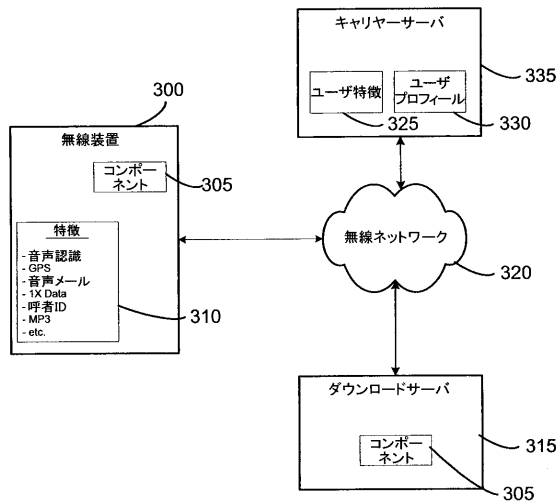 キャリヤーサーバ
ユーザ特徴
ユーザ
プロフィール
325
330
335
300
無線装置
コンポー
ネント
305
特徴
- 音声認識
- GPS
- 音声メール
- 1X Data
- 呼者ID
- MP3
- etc.
310
無線ネットワーク
320
ダウンロードサーバ
コンポー
ネント
315
305